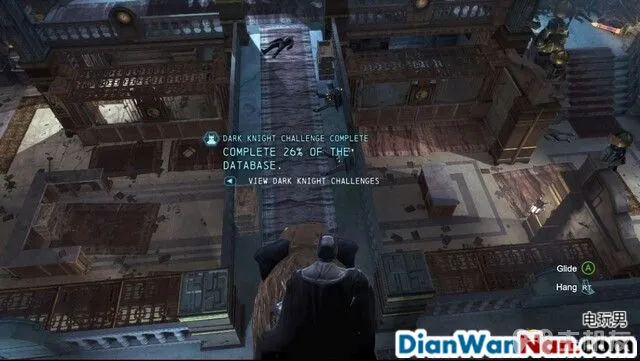 DARK KNIGHT CHALLENGE COMPLETE
COMPLETE 26% OF THE
DATABASE.
VIEW DARK KNIGHT CHALLENGES
Glide A
Hang RT
电玩男
DianWanNan.com